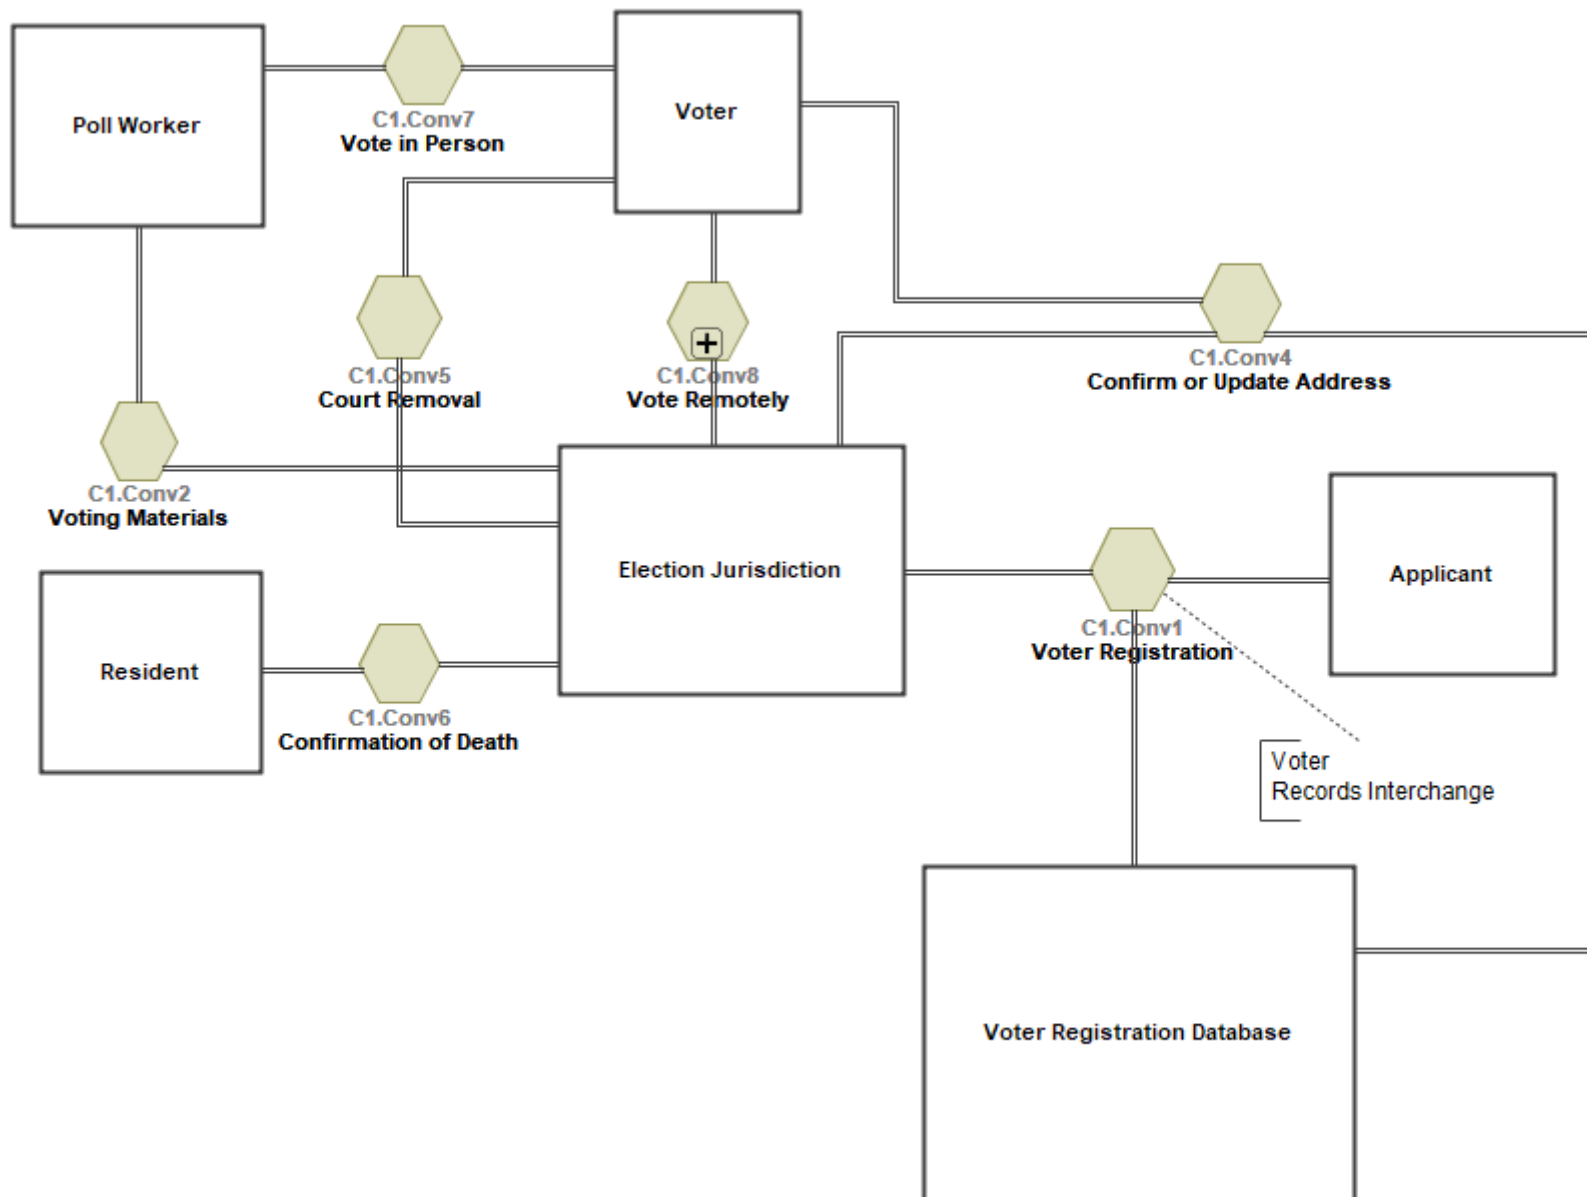 Poll Worker
C1.Conv7
Vote in Person
Voter
C1.Conv5
Court Removal
C1.Conv8
Vote Remotely
C1.Conv4
Confirm or Update Address
C1.Conv2
Voting Materials
Election Jurisdiction
C1.Conv1
Voter Registration
Applicant
Resident
C1.Conv6
Confirmation of Death
Voter
Records Interchange
Voter Registration Database